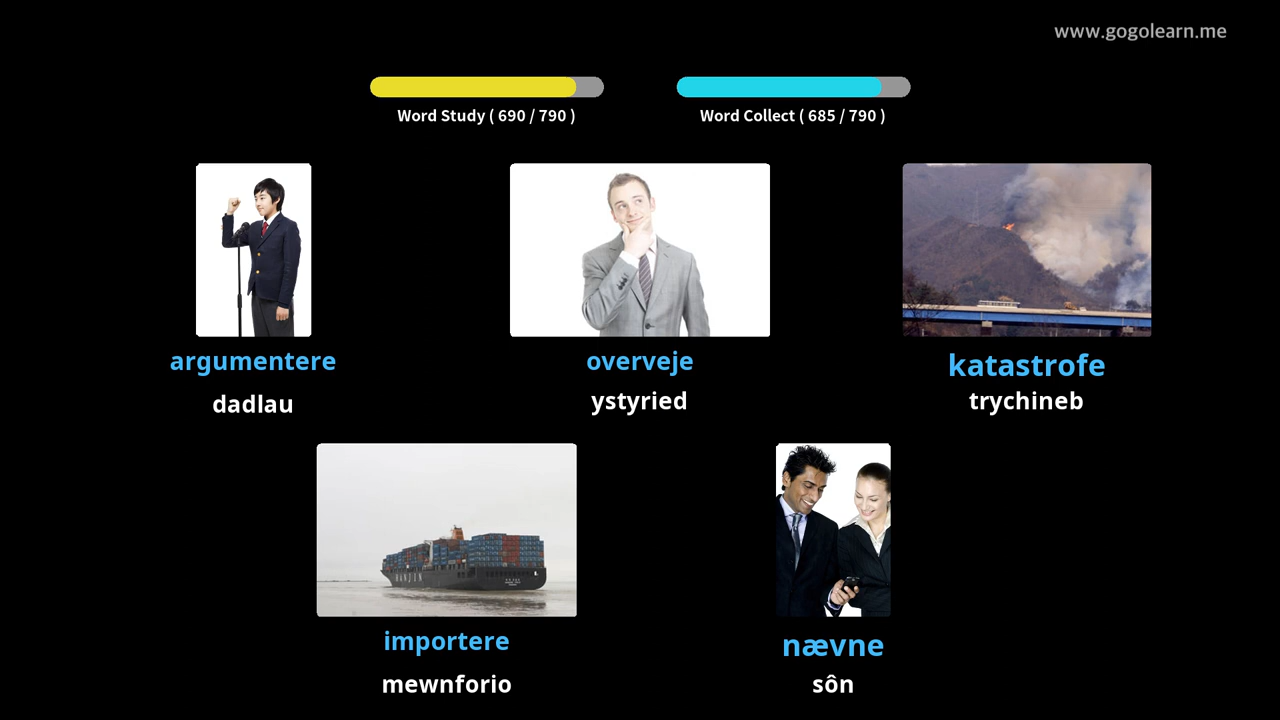 www.gogolearn.me
Word Study ( 690 / 790 )
Word Collect ( 685 / 790 )
argumentere
dadlau
overveje
ystyried
katastrofe
trychineb
HANJIN
importere
mewnforio
nævne
sôn